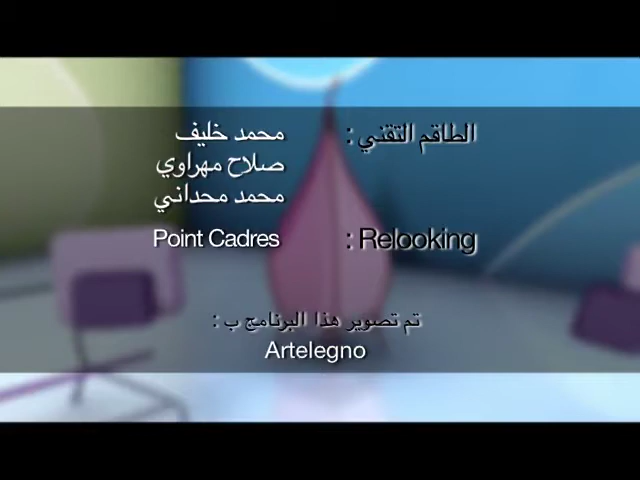 الطاقم التقني : محمد خليف
صلاح مهراوي
محمد محداني
Relooking : Point Cadres
تم تصوير هذا البرنامج ب :
Artelegno